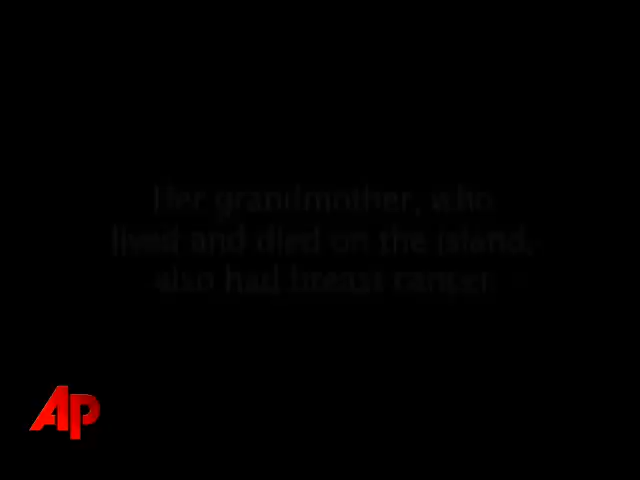 Her grandmother, who
lived and died on the island,
also had breast cancer.
AP